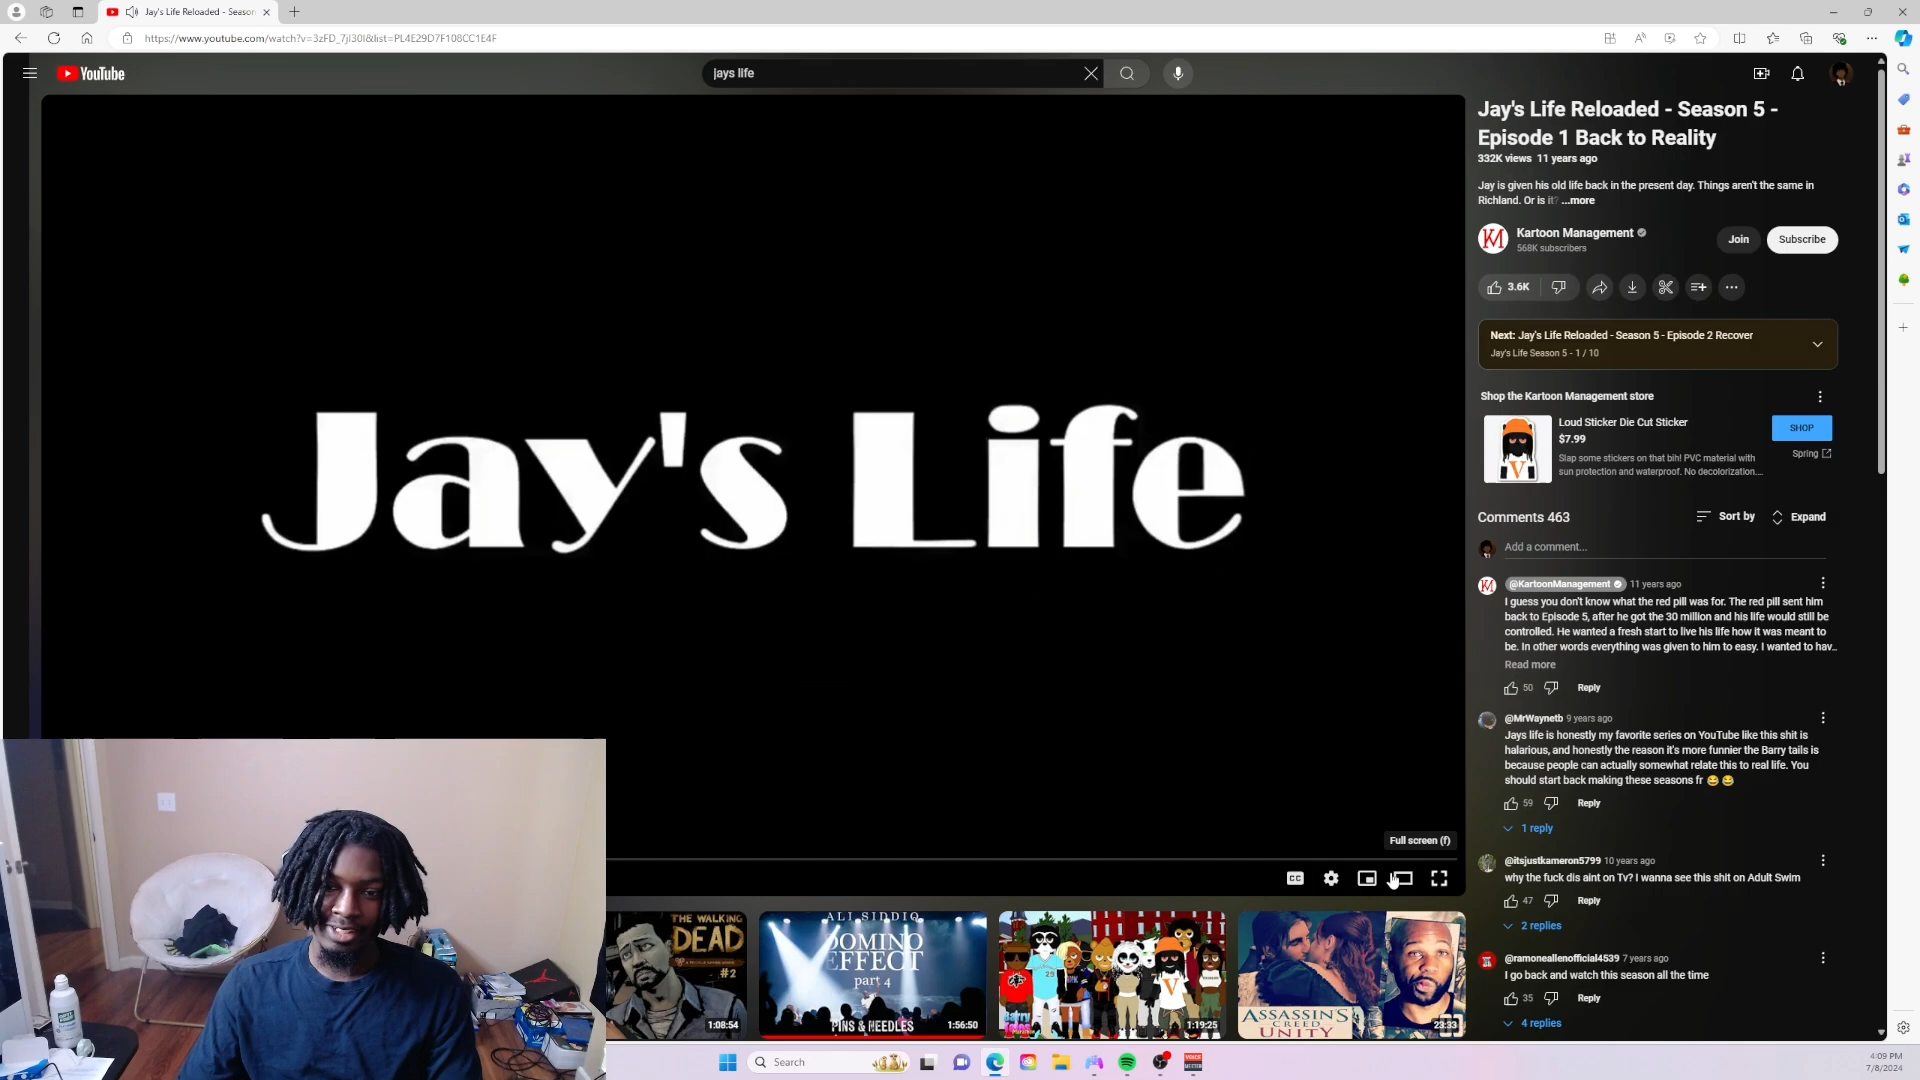 Jay's Life Reloaded - Season
https://www.youtube.com/watch?v=3zFD_7jl30I&list=PL4E29D7F108CC1E4F
YouTube
jays life
Jay's Life
Full screen (f)
CC
Jay's Life Reloaded - Season 5 -
Episode 1 Back to Reality
332K views 11 years ago
Jay is given his old life back in the present day. Things aren't the same in
Richland. Or is it? ...more
KM
Kartoon Management
568K subscribers
Join
Subscribe
3.6K
Next: Jay's Life Reloaded - Season 5 - Episode 2 Recover
Jay's Life Season 5 - 1 / 10
Shop the Kartoon Management store
Loud Sticker Die Cut Sticker
$7.99
Slap some stickers on that bih! PVC material with
sun protection and waterproof. No decolorization....
SHOP
Spring
V
Comments 463
Sort by
Expand
Add a comment...
@KartoonManagement 11 years ago
I guess you don't know what the red pill was for. The red pill sent him
back to Episode 5, after he got the 30 million and his life would still be
controlled. He wanted a fresh start to live his life how it was meant to
be. In other words everything was given to him to easy. I wanted to hav...
Read more
50
Reply
@MrWaynetb 9 years ago
Jays life is honestly my favorite series on YouTube like this shit is
halarious, and honestly the reason it's more funnier the Barry tails is
because people can actually somewhat relate this to real life. You
should start back making these seasons fr 😂 😂
59
Reply
1 reply
@itsjustkameron5799 10 years ago
why the fuck dis aint on Tv? I wanna see this shit on Adult Swim
47
Reply
2 replies
@ramoneallenofficial4539 7 years ago
I go back and watch this season all the time
35
Reply
4 replies
THE WALKING
DEAD
#2
1:08:54
ALI SIDDIQ
DOMINO
EFFECT
part 4
PINS & NEEDLES
1:56:50
Barry
Tales
V
1:19:25
ASSASSIN'S
CREED
UNITY
23:33
Search
4:09 PM
7/8/2024